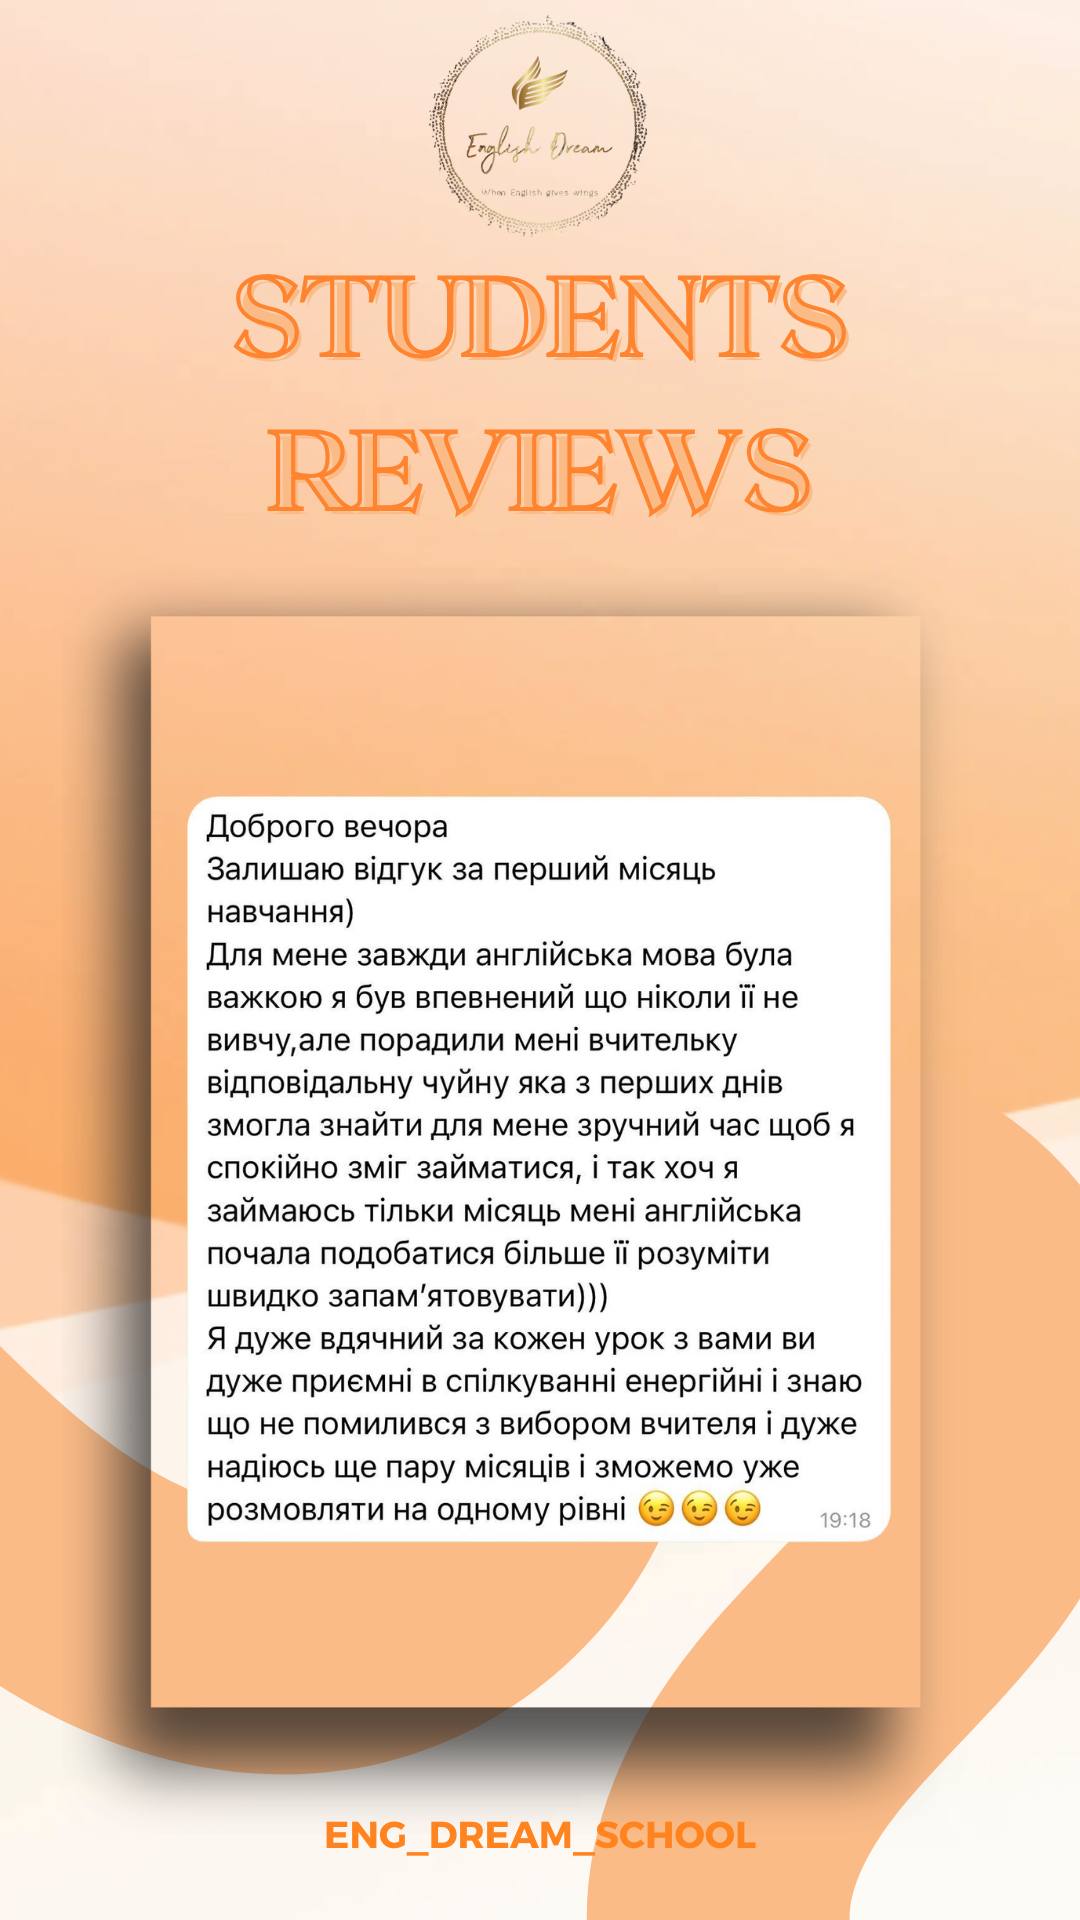 English Dream
When English gives wings
STUDENTS
REVIEWS
Доброго вечора
Залишаю відгук за перший місяць
навчання)
Для мене завжди англійська мова була
важкою я був впевнений що ніколи її не
вивчу,але порадили мені вчительку
відповідальну чуйну яка з перших днів
змогла знайти для мене зручний час щоб я
спокійно зміг займатися, і так хоч я
займаюсь тільки місяць мені англійська
почала подобатися більше її розуміти
швидко запам’ятовувати)))
Я дуже вдячний за кожен урок з вами ви
дуже приємні в спілкуванні енергійні і знаю
що не помилився з вибором вчителя і дуже
надіюсь ще пару місяців і зможемо уже
розмовляти на одному рівні 😉😉😉
19:18
ENG_DREAM_SCHOOL